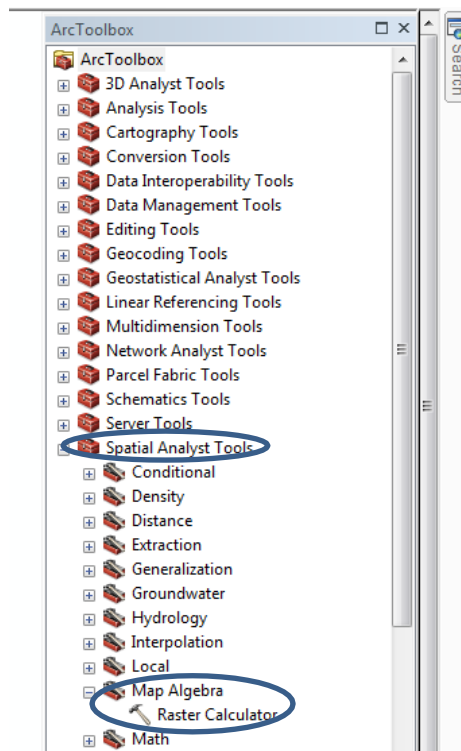 ArcToolbox
Search
ArcToolbox
3D Analyst Tools
Analysis Tools
Cartography Tools
Conversion Tools
Data Interoperability Tools
Data Management Tools
Editing Tools
Geocoding Tools
Geostatistical Analyst Tools
Linear Referencing Tools
Multidimension Tools
Network Analyst Tools
Parcel Fabric Tools
Schematics Tools
Server Tools
Spatial Analyst Tools
Conditional
Density
Distance
Extraction
Generalization
Groundwater
Hydrology
Interpolation
Local
Map Algebra
Raster Calculator
Math